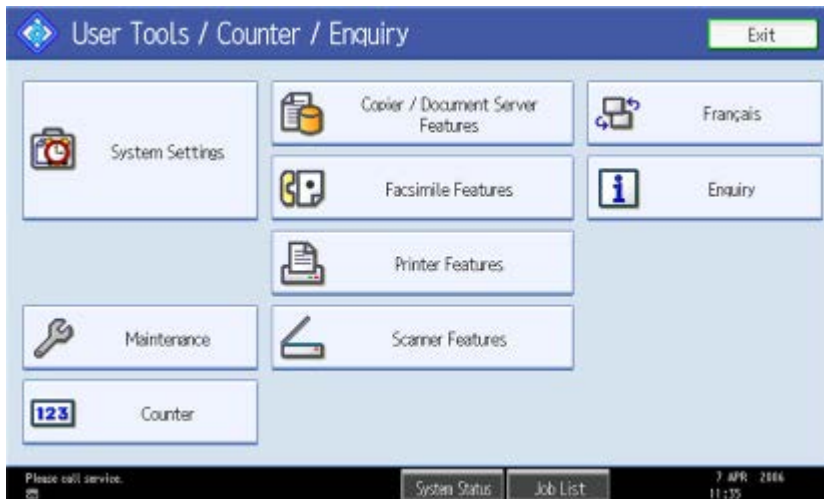 User Tools / Counter / Enquiry
Exit
System Settings
Copier / Document Server
Features
Français
Facsimile Features
Enquiry
Printer Features
Maintenance
Scanner Features
123
Counter
Please call service.
System Status
Job List
7 APR 2006
11:35